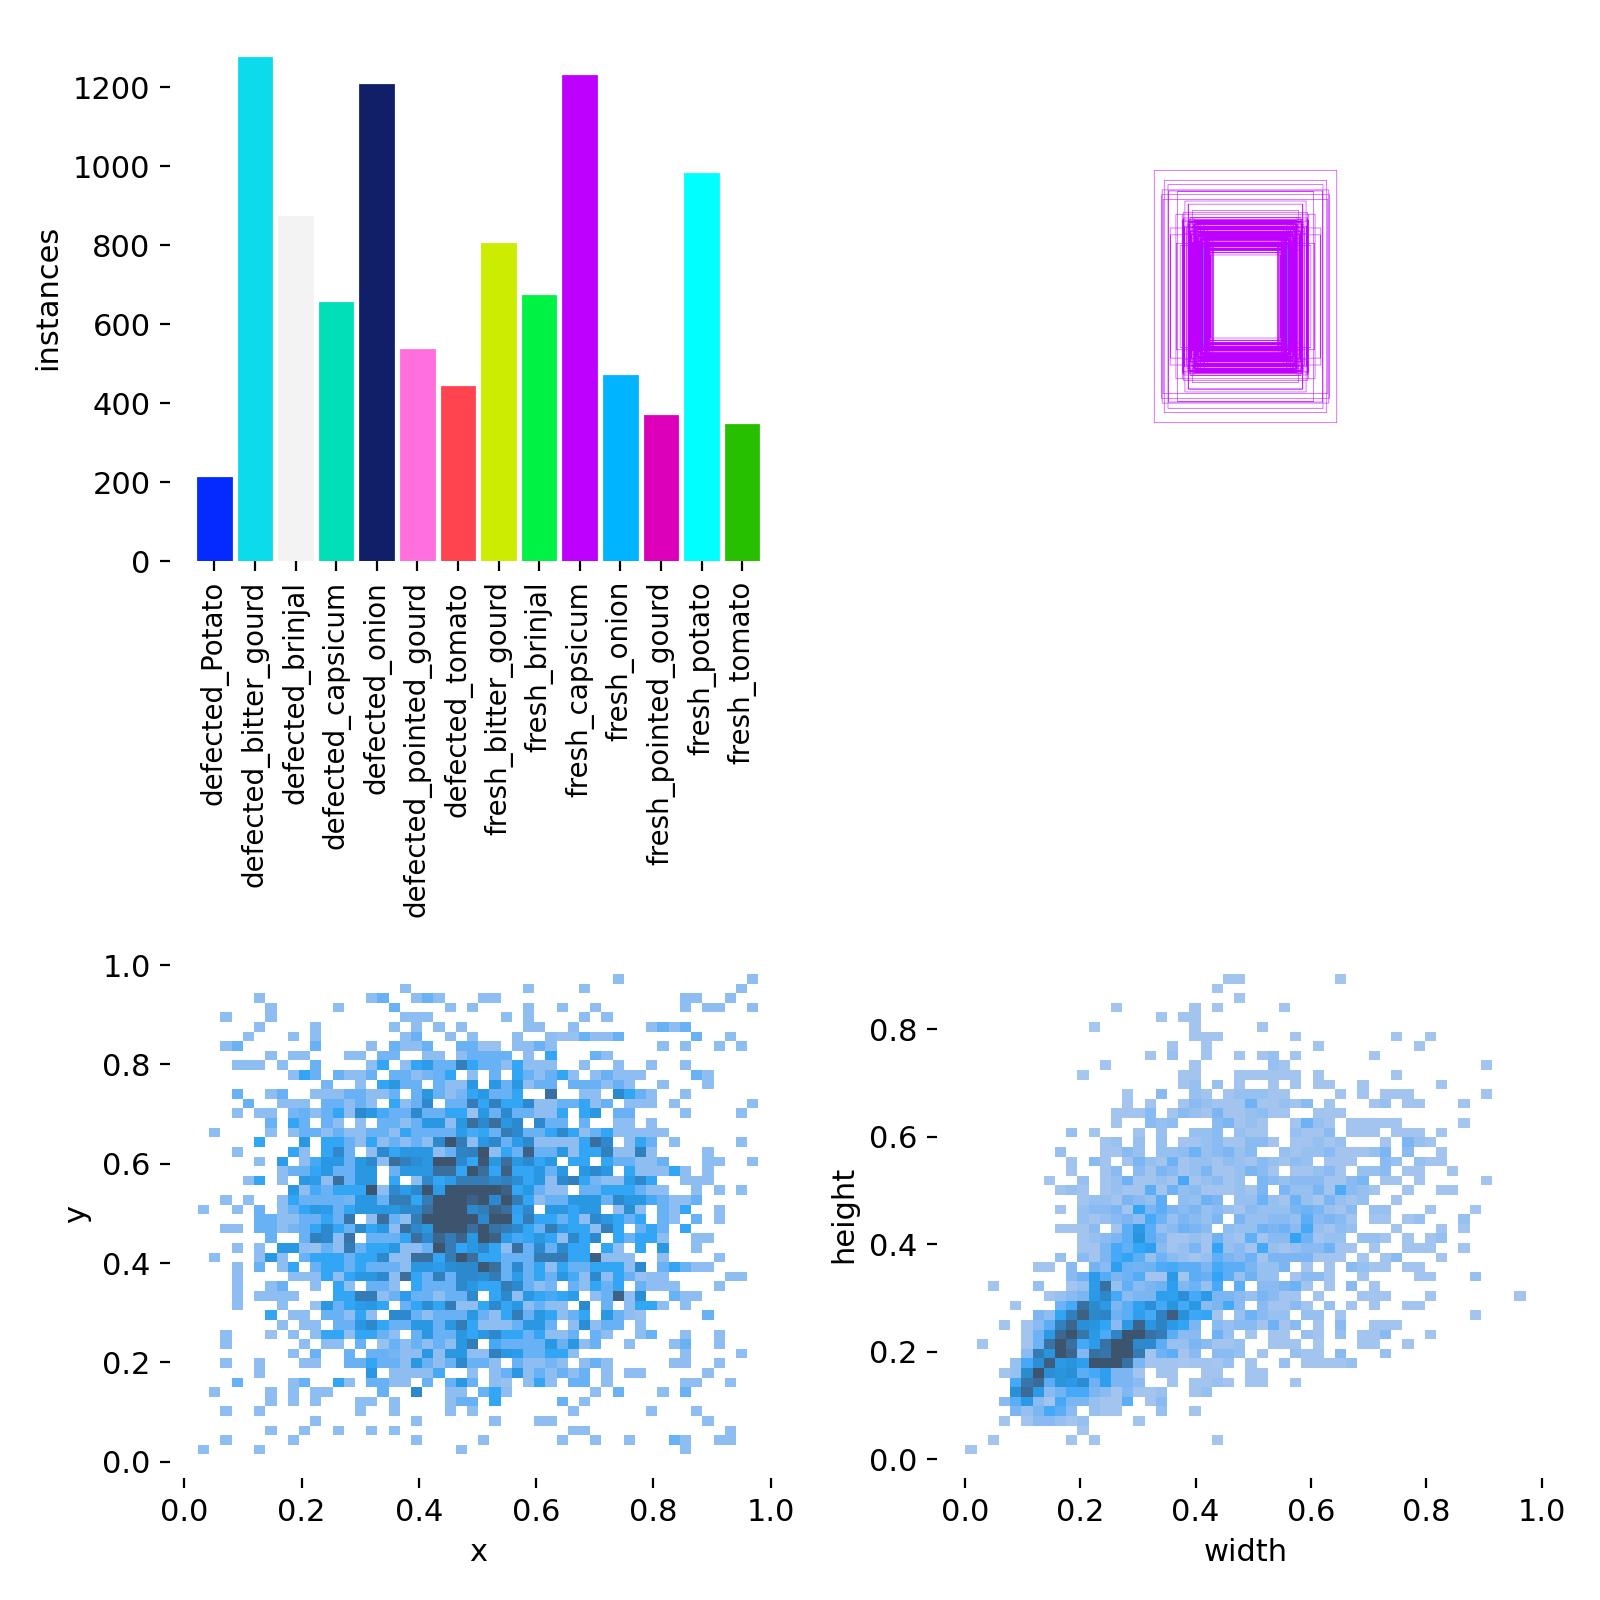 instances
1200
1000
800
600
400
200
0
defected_Potato
defected_bitter_gourd
defected_brinjal
defected_capsicum
defected_onion
defected_pointed_gourd
defected_tomato
fresh_bitter_gourd
fresh_brinjal
fresh_capsicum
fresh_onion
fresh_pointed_gourd
fresh_potato
fresh_tomato
y
1.0
0.8
0.6
0.4
0.2
0.0
0.0 0.2 0.4 0.6 0.8 1.0
x
height
0.8
0.6
0.4
0.2
0.0
0.0 0.2 0.4 0.6 0.8 1.0
width